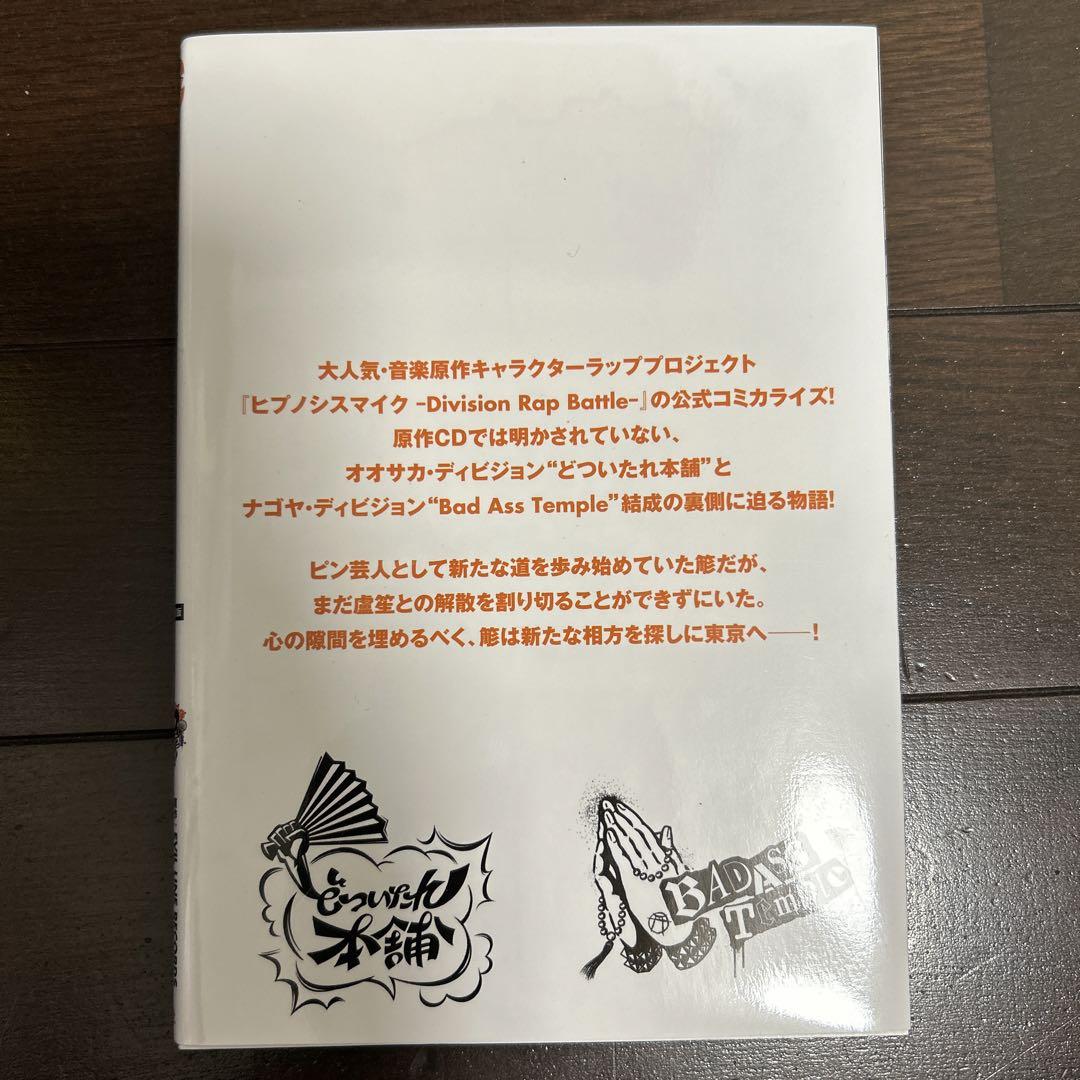 大人気・音楽原作キャラクターラッププロジェクト
『ヒプノシスマイク -Division Rap Battle-』の公式コミカライズ!
原作CDでは明かされていない、
オオサカ・ディビジョン“どついたれ本舗”と
ナゴヤ・ディビジョン“Bad Ass Temple”結成の裏側に迫る物語!
ピン芸人として新たな道を歩み始めていた簓だが、
まだ盧笙との解散を割り切ることができずにいた。
心の隙間を埋めるべく、簓は新たな相方を探しに東京へ――!
どついたれ
本舗
BAD ASS
TEmPLe